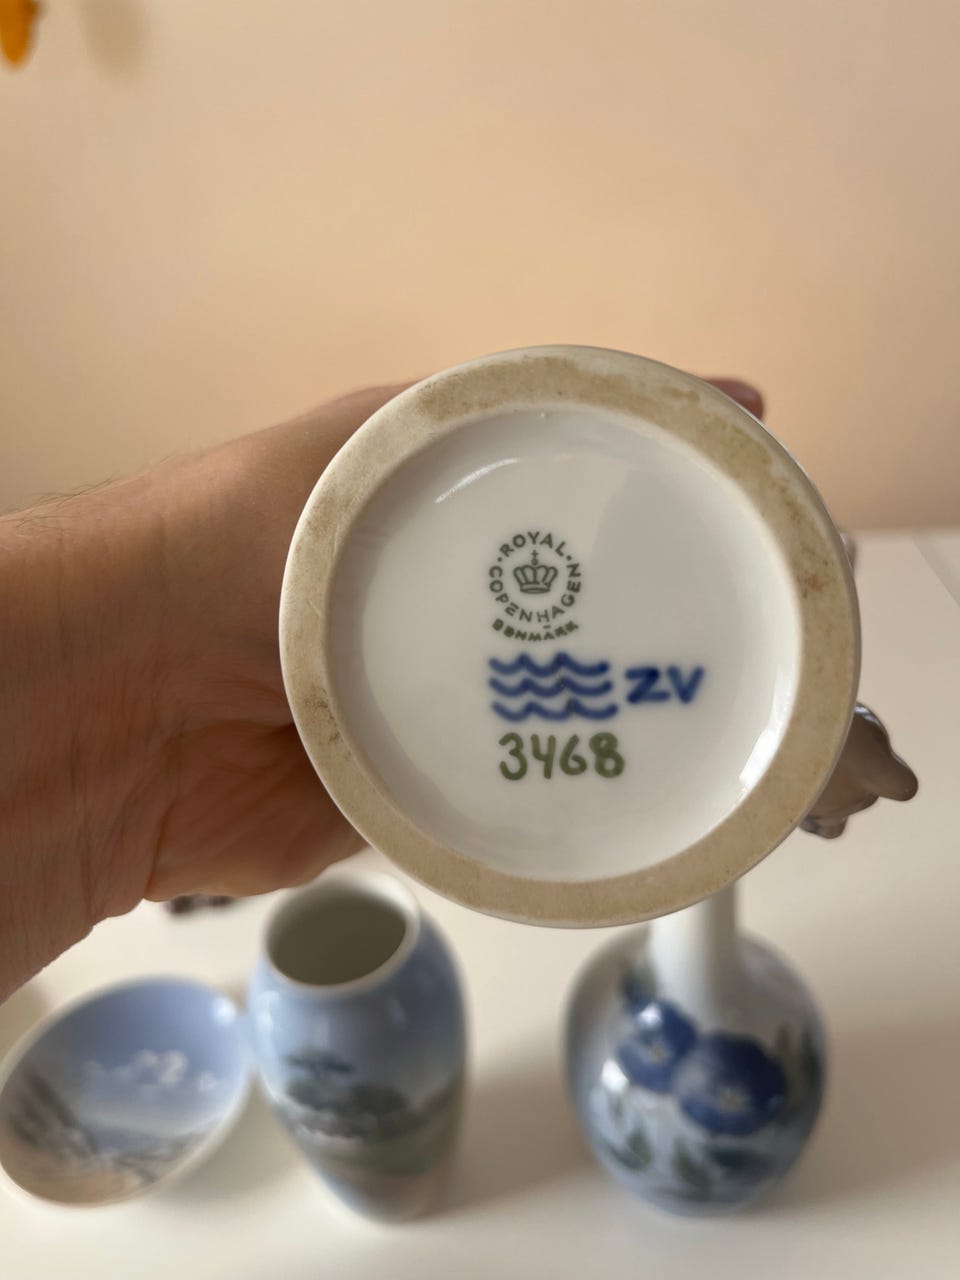 ROYAL COPENHAGEN
DENMARK
ZV
3468